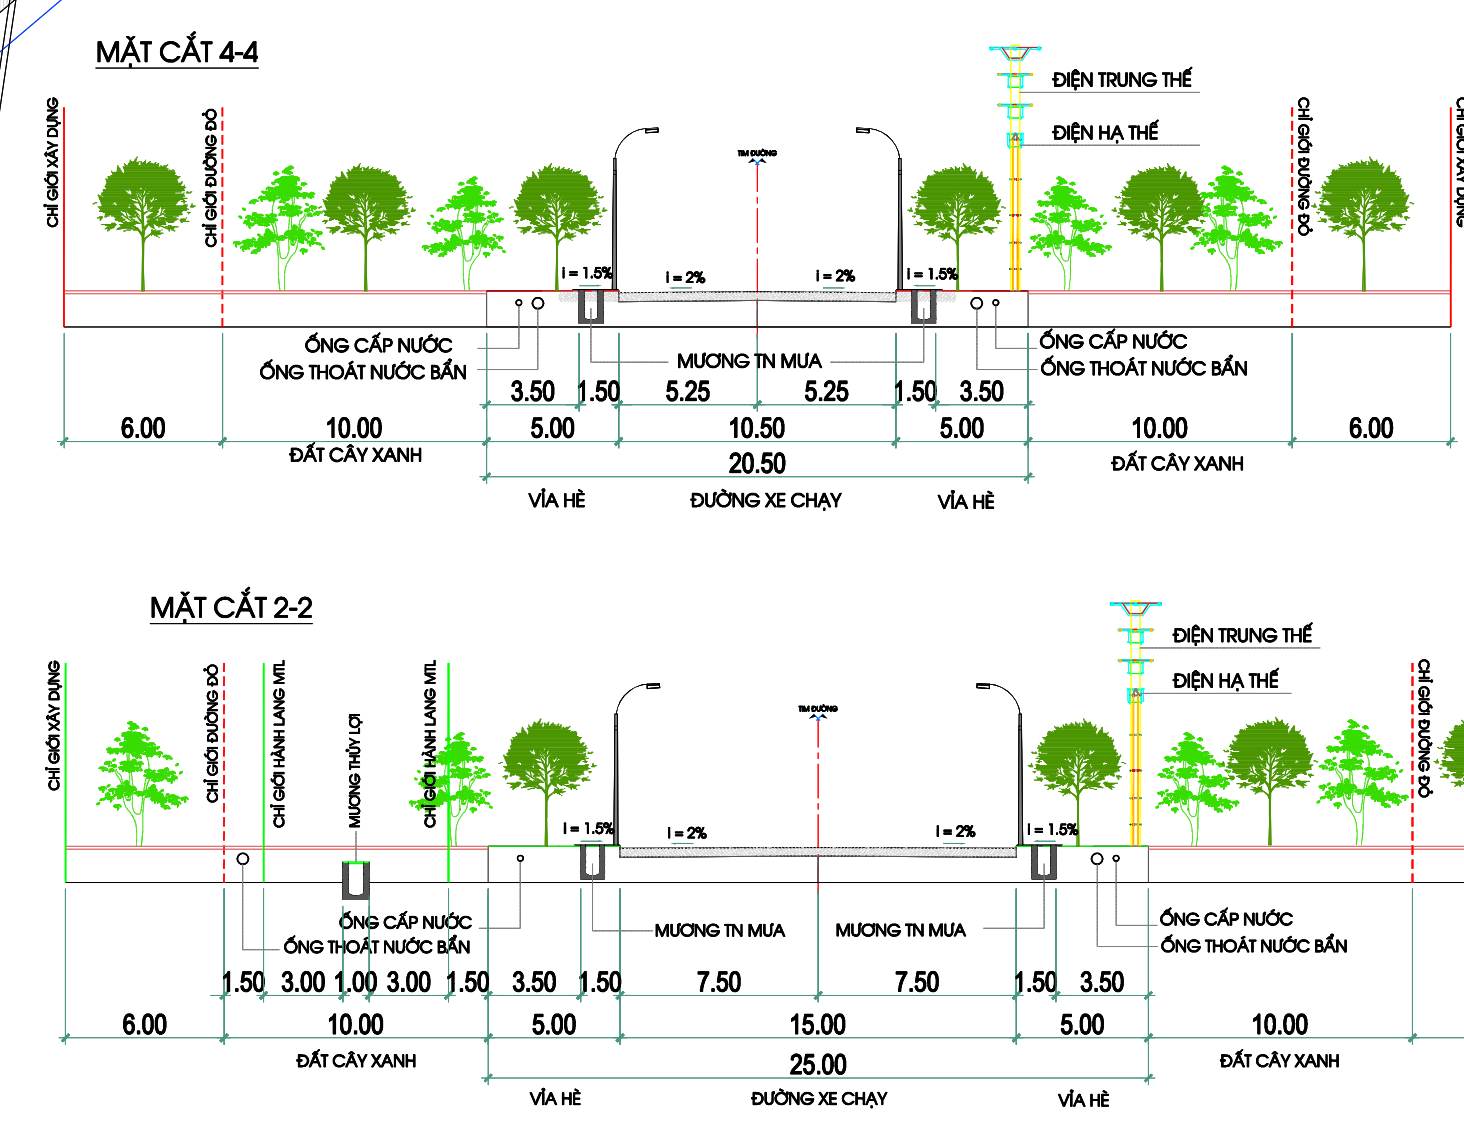 MẶT CẮT 4-4
CHỈ GIỚI XÂY DỰNG
CHỈ GIỚI ĐƯỜNG ĐỎ
TIM ĐƯỜNG
ĐIỆN TRUNG THẾ
ĐIỆN HẠ THẾ
CHỈ GIỚI ĐƯỜNG ĐỎ
CHỈ GIỚI XÂY DỰNG
i = 1.5%
i = 2%
i = 2%
i = 1.5%
ỐNG CẤP NƯỚC
ỐNG THOÁT NƯỚC BẨN
MƯƠNG TN MƯA
ỐNG CẤP NƯỚC
ỐNG THOÁT NƯỚC BẨN
3.50 1.50 5.25 5.25 1.50 3.50
6.00 10.00 5.00 10.50 5.00 10.00 6.00
ĐẤT CÂY XANH
ĐẤT CÂY XANH
20.50
VỈA HÈ ĐƯỜNG XE CHẠY VỈA HÈ
MẶT CẮT 2-2
CHỈ GIỚI XÂY DỰNG
CHỈ GIỚI ĐƯỜNG ĐỎ
CHỈ GIỚI HÀNH LANG MTL
MƯƠNG THỦY LỢI
CHỈ GIỚI HÀNH LANG MTL
TIM ĐƯỜNG
ĐIỆN TRUNG THẾ
ĐIỆN HẠ THẾ
CHỈ GIỚI ĐƯỜNG ĐỎ
i = 1.5%
i = 2%
i = 2%
i = 1.5%
ỐNG CẤP NƯỚC
ỐNG THOÁT NƯỚC BẨN
MƯƠNG TN MƯA
MƯƠNG TN MƯA
ỐNG CẤP NƯỚC
ỐNG THOÁT NƯỚC BẨN
1.50 3.00 1.00 3.00 1.50 3.50 1.50 7.50 7.50 1.50 3.50
6.00 10.00 5.00 15.00 5.00 10.00
ĐẤT CÂY XANH
ĐẤT CÂY XANH
25.00
VỈA HÈ ĐƯỜNG XE CHẠY VỈA HÈ